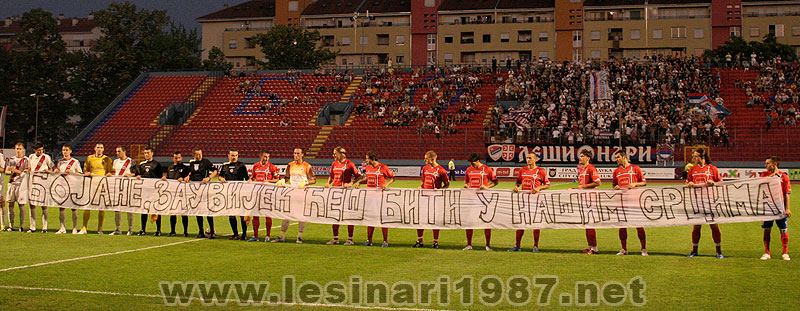 ЛЕШИНАРИ
БОЈАНЕ, ЗАУВИЈЕК ЋЕШ БИТИ У НАШИМ СРЦИМА
www.lesinari1987.net